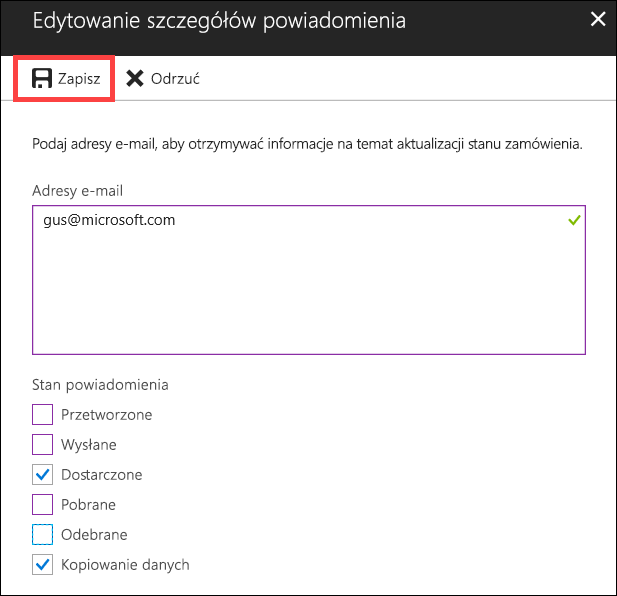 Edytowanie szczegółów powiadomienia
Zapisz Odrzuć
Podaj adresy e-mail, aby otrzymywać informacje na temat aktualizacji stanu zamówienia.
Adresy e-mail
gus@microsoft.com
Stan powiadomienia
Przetworzone
Wysłane
Dostarczone
Pobrane
Odebrane
Kopiowanie danych